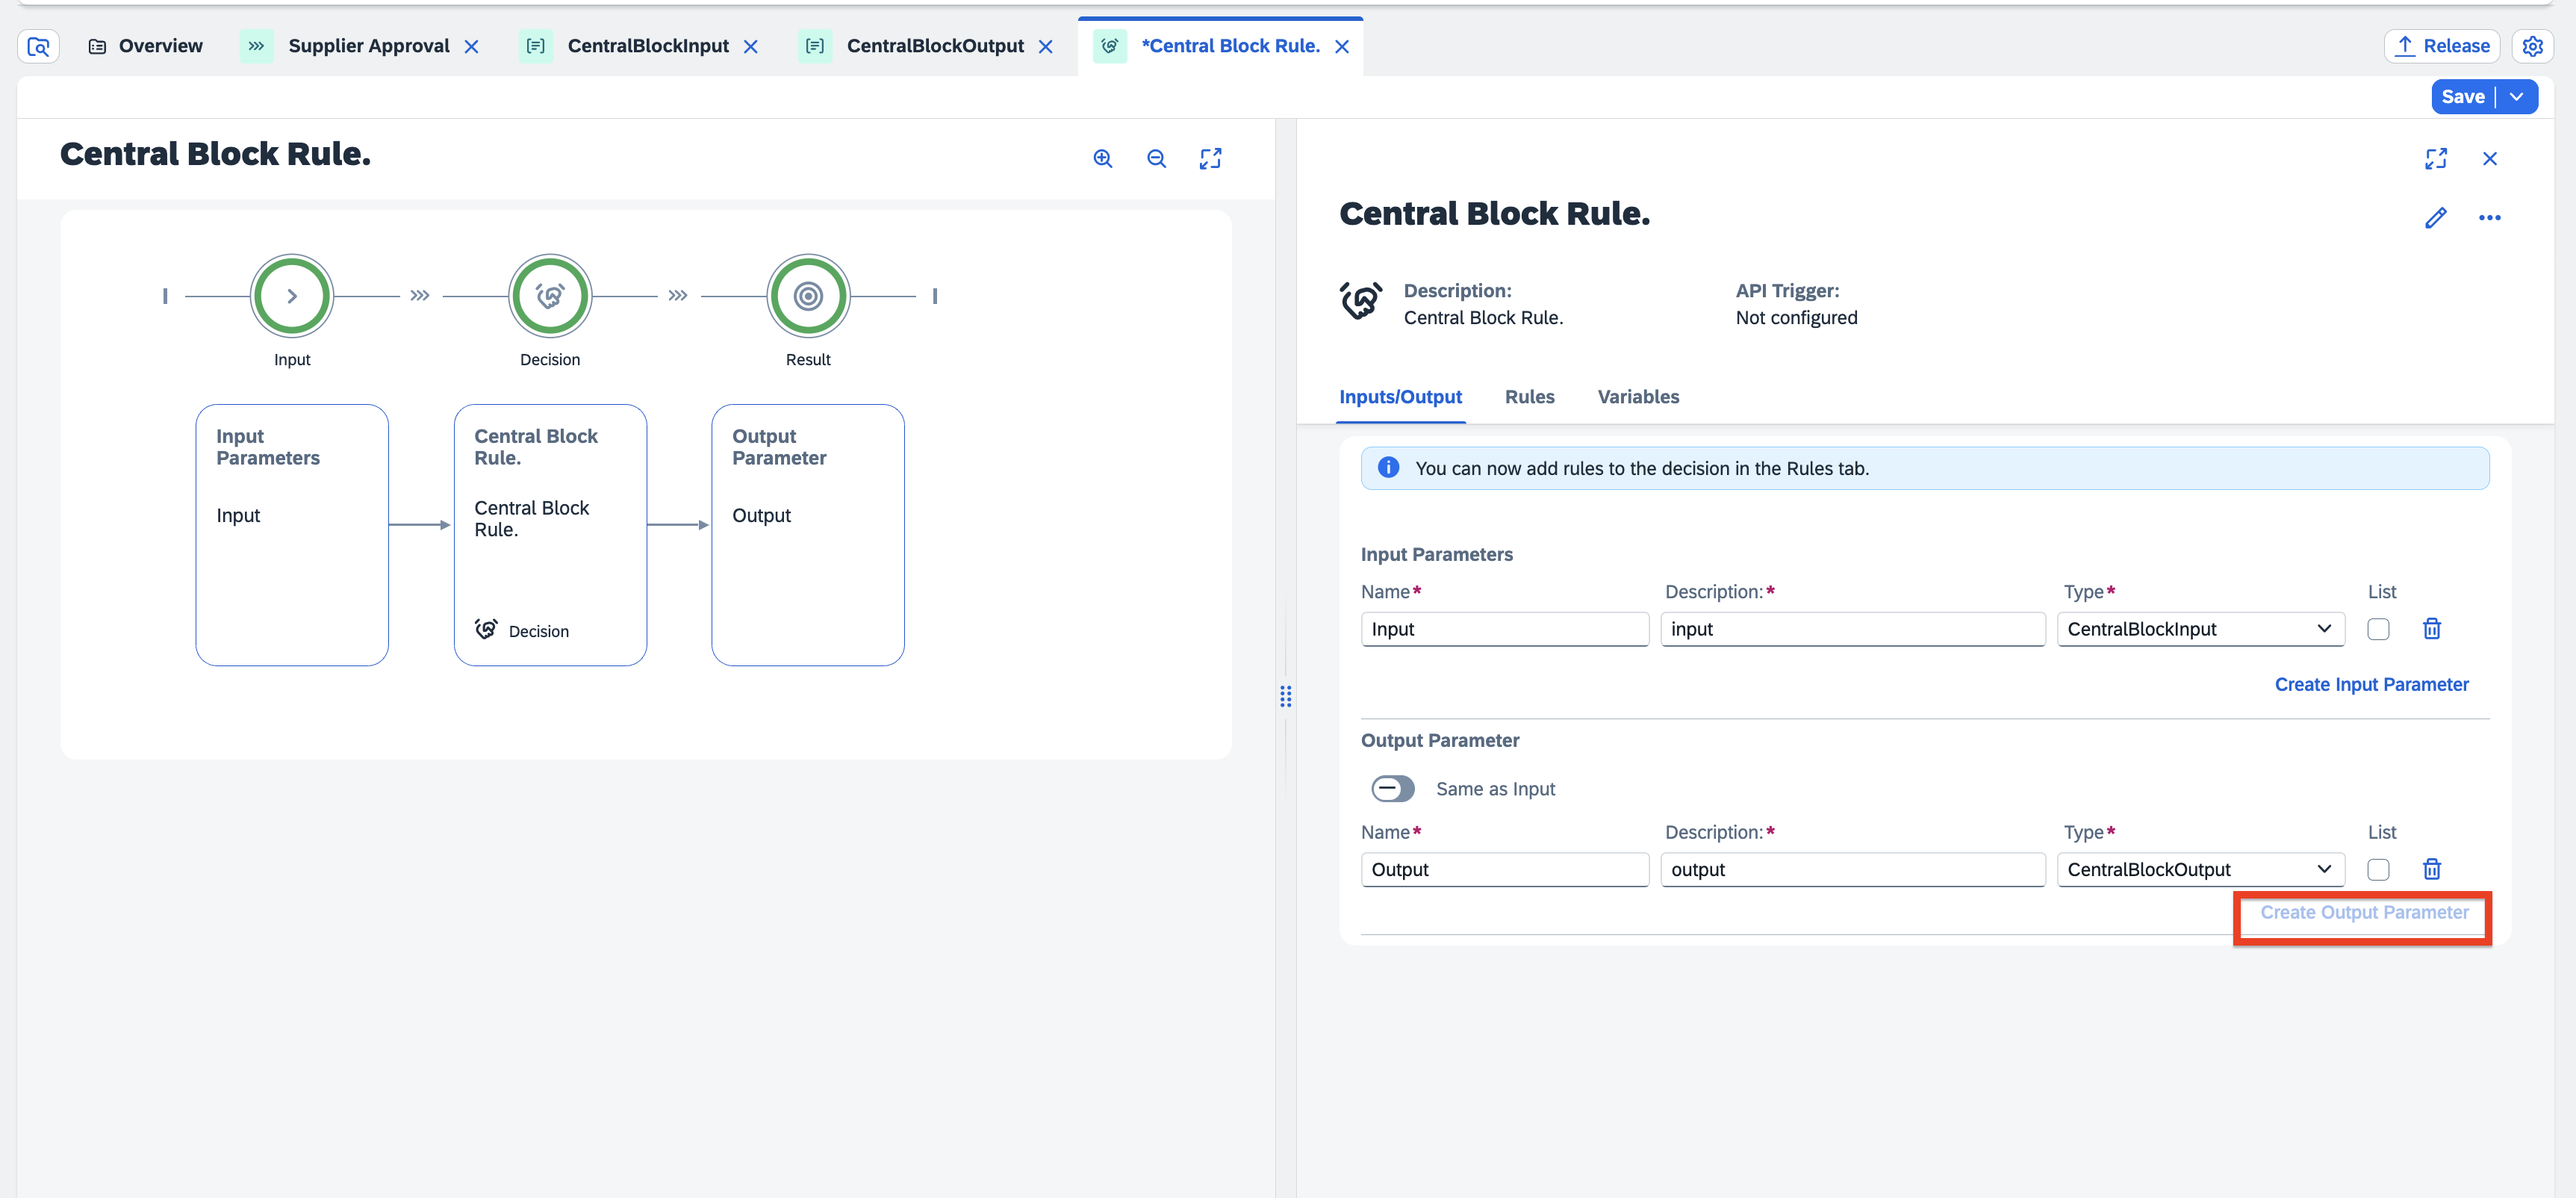 Overview
Supplier Approval
CentralBlockInput
CentralBlockOutput
*Central Block Rule.
Release
Save
Central Block Rule.
Input
Decision
Result
Input
Parameters
Input
Central Block
Rule.
Central Block
Rule.
Decision
Output
Parameter
Output
Central Block Rule.
Description:
Central Block Rule.
API Trigger:
Not configured
Inputs/Output
Rules
Variables
You can now add rules to the decision in the Rules tab.
Input Parameters
Name* Description:* Type* List
Input input CentralBlockInput
Create Input Parameter
Output Parameter
Same as Input
Name* Description:* Type* List
Output output CentralBlockOutput
Create Output Parameter